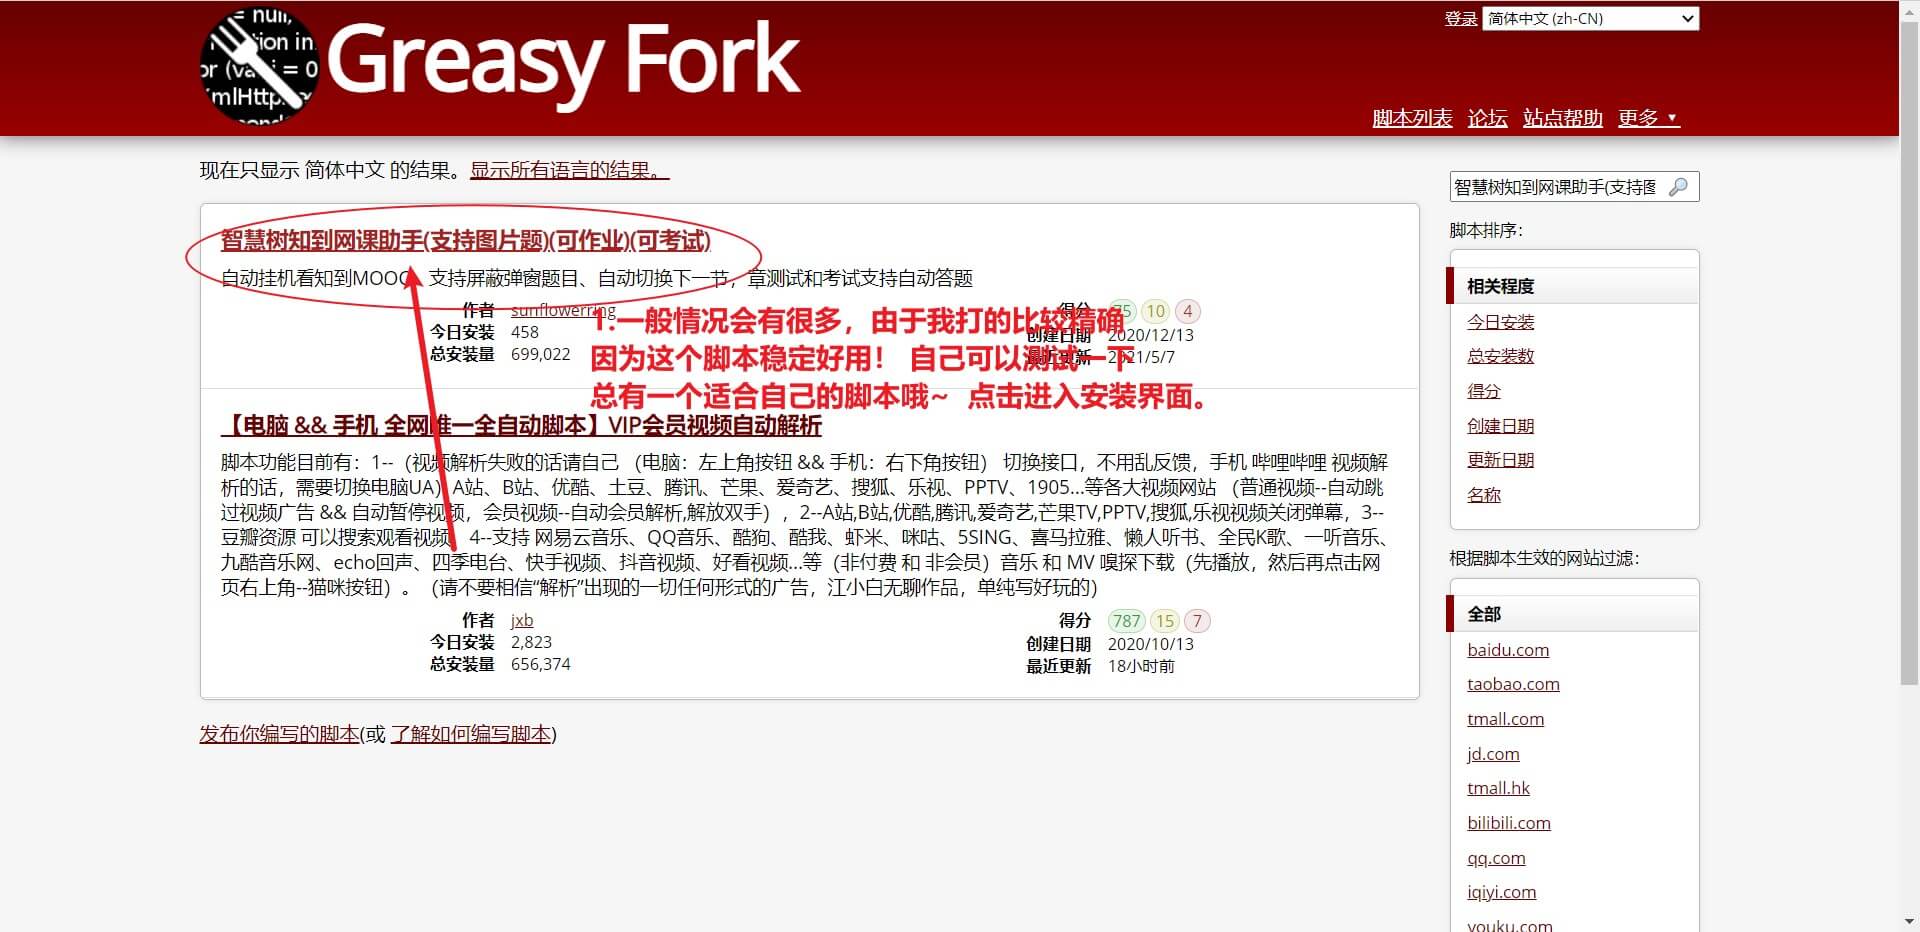 null,
tion in
or (va i = 0
XmlHttp
Greasy Fork
登录 简体中文 (zh-CN)
脚本列表 论坛 站点帮助 更多 ▼
现在只显示 简体中文 的结果。显示所有语言的结果。
智慧树知到网课助手(支持图片题)(可作业)(可考试)
自动挂机看知到MOOC，支持屏蔽弹窗题目、自动切换下一节，章测试和考试支持自动答题
作者 sunflowerring
今日安装 458
总安装量 699,022
得分 75 10 4
创建日期 2020/12/13
最近更新 2021/5/7
1.一般情况会有很多，由于我打的比较精确
因为这个脚本稳定好用！ 自己可以测试一下
总有一个适合自己的脚本哦~ 点击进入安装界面。
【电脑 && 手机 全网唯一全自动脚本】VIP会员视频自动解析
脚本功能目前有：1--（视频解析失败的话请自己 （电脑：左上角按钮 && 手机：右下角按钮） 切换接口，不用乱反馈，手机 哔哩哔哩 视频解
析的话，需要切换电脑UA）A站、B站、优酷、土豆、腾讯、芒果、爱奇艺、搜狐、乐视、PPTV、1905...等各大视频网站 （普通视频--自动跳
过视频广告 && 自动暂停视频，会员视频--自动会员解析,解放双手），2--A站,B站,优酷,腾讯,爱奇艺,芒果TV,PPTV,搜狐,乐视视频关闭弹幕，3--
豆瓣资源 可以搜索观看视频 4--支持 网易云音乐、QQ音乐、酷狗、酷我、虾米、咪咕、5SING、喜马拉雅、懒人听书、全民K歌、一听音乐、
九酷音乐网、echo回声、四季电台、快手视频、抖音视频、好看视频...等（非付费 和 非会员）音乐 和 MV 嗅探下载（先播放，然后再点击网
页右上角--猫咪按钮）。 （请不要相信“解析”出现的一切任何形式的广告，江小白无聊作品，单纯写好玩的）
作者 jxb
今日安装 2,823
总安装量 656,374
得分 787 15 7
创建日期 2020/10/13
最近更新 18小时前
发布你编写的脚本(或 了解如何编写脚本)
智慧树知到网课助手(支持图
脚本排序：
相关程度
今日安装
总安装数
得分
创建日期
更新日期
名称
根据脚本生效的网站过滤：
全部
baidu.com
taobao.com
tmall.com
jd.com
tmall.hk
bilibili.com
qq.com
iqiyi.com
youku.com